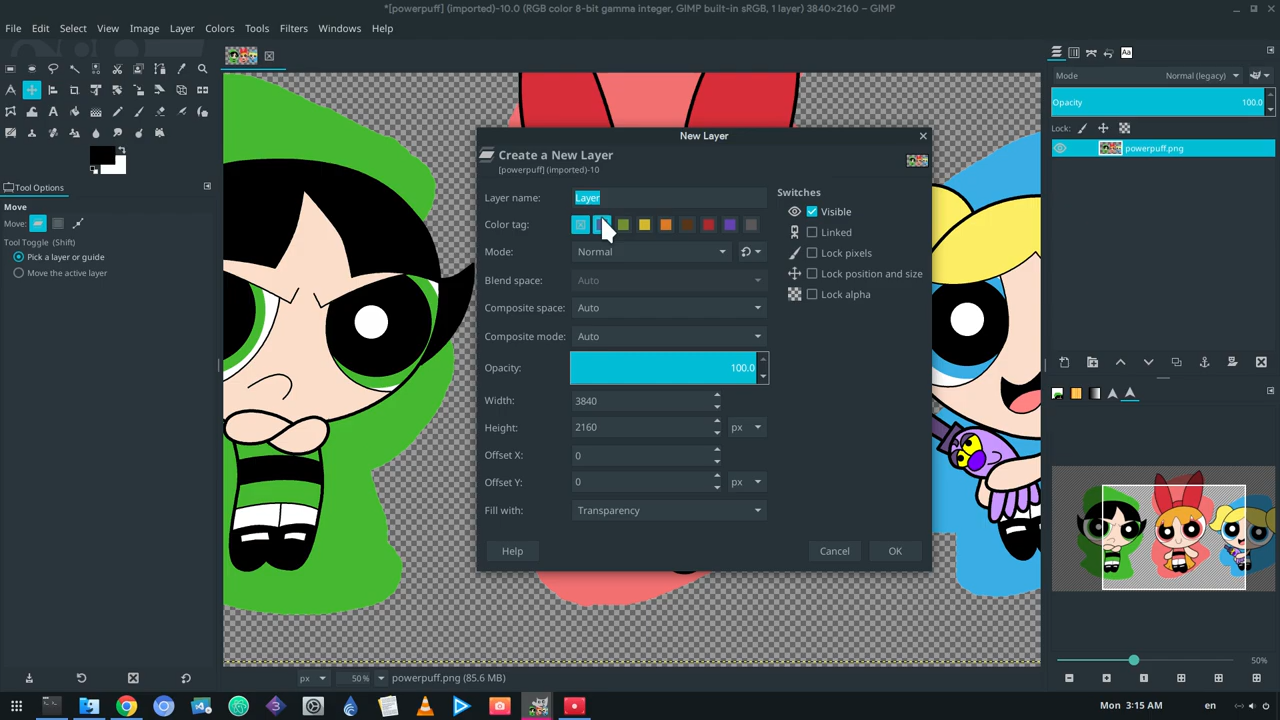 *[powerpuff] (imported)-10.0 (RGB color 8-bit gamma integer, GIMP built-in sRGB, 1 layer) 3840×2160 – GIMP
File Edit Select View Image Layer Colors Tools Filters Windows Help
Tool Options
Move
Move:
Tool Toggle (Shift)
Pick a layer or guide
Move the active layer
New Layer
Create a New Layer
[powerpuff] (imported)-10
Layer name: Layer
Color tag:
Mode: Normal
Blend space: Auto
Composite space: Auto
Composite mode: Auto
Opacity: 100.0
Width: 3840
Height: 2160 px
Offset X: 0
Offset Y: 0 px
Fill with: Transparency
Switches
Visible
Linked
Lock pixels
Lock position and size
Lock alpha
Help Cancel OK
Aa
Mode Normal (legacy)
Opacity 100.0
Lock:
powerpuff.png
50%
px 50% powerpuff.png (85.6 MB)
Mon, 3:15 AM en